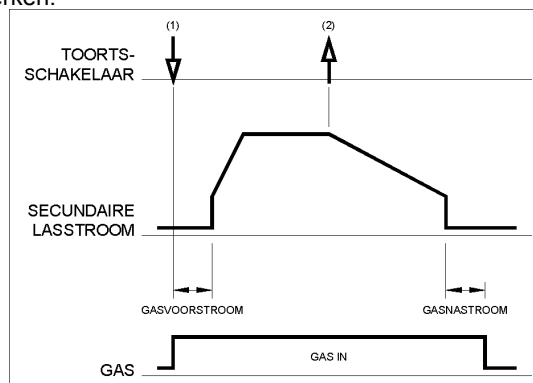 (1)
(2)
TOORTS-
SCHAKELAAR
SECUNDAIRE
LASSTROOM
GASVOORSTROOM
GASNASTROOM
GAS IN
GAS